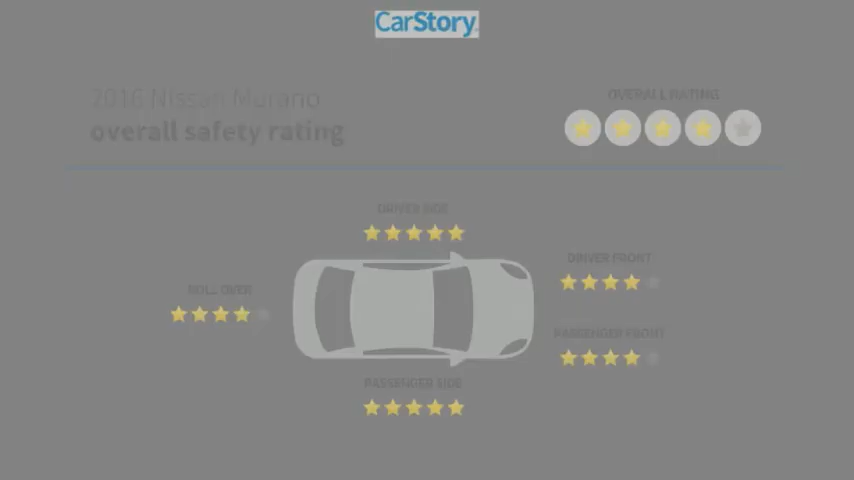 CarStory
2016 Nissan Murano
overall safety rating
OVERALL RATING
DRIVER SIDE
DRIVER FRONT
ROLL OVER
PASSENGER FRONT
PASSENGER SIDE